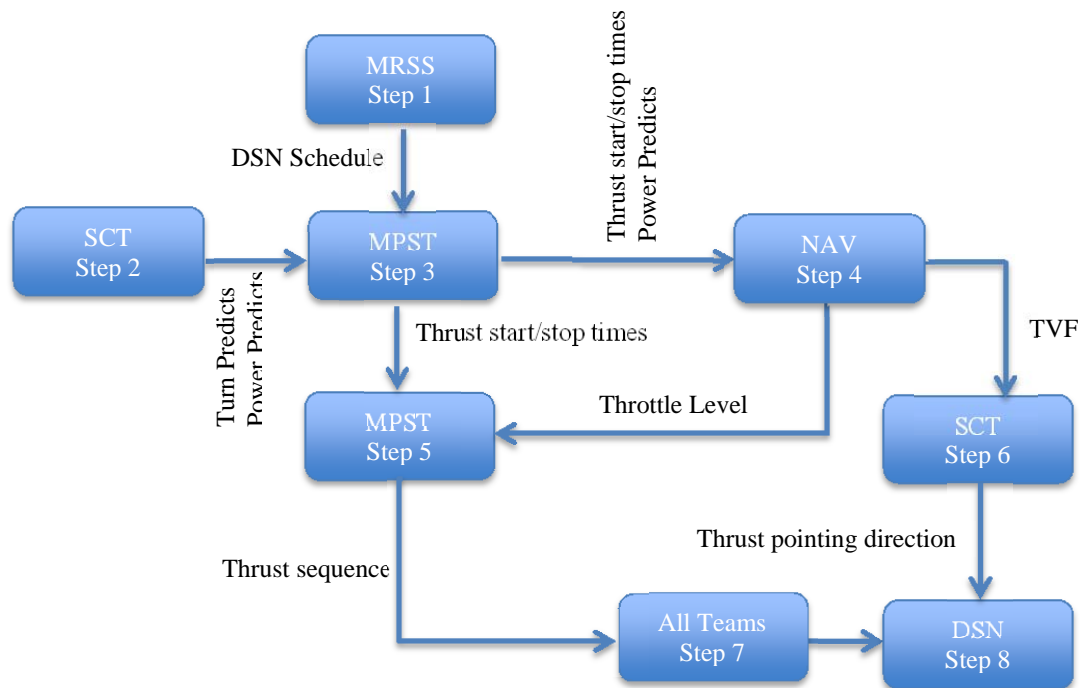 MRSS
Step 1
DSN Schedule
Thrust start/stop times
Power Predicts
SCT
Step 2
MPST
Step 3
NAV
Step 4
Turn Predicts
Power Predicts
Thrust start/stop times
TVF
Throttle Level
MPST
Step 5
SCT
Step 6
Thrust pointing direction
Thrust sequence
All Teams
Step 7
DSN
Step 8